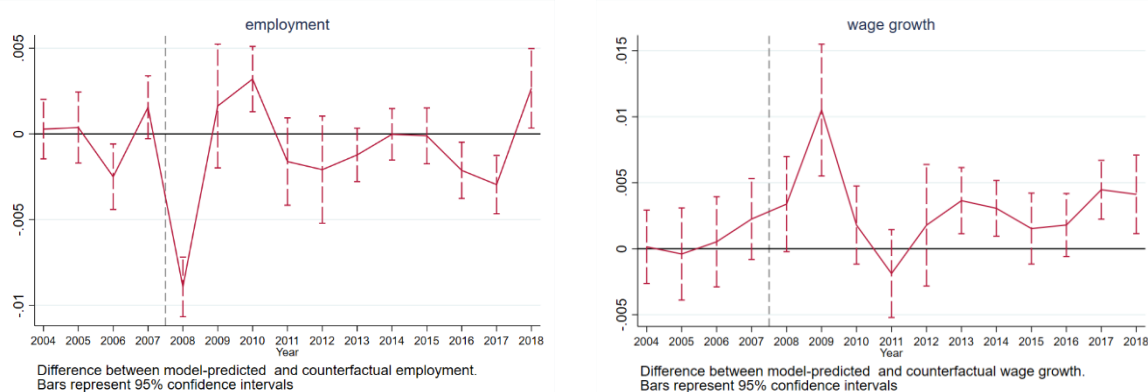 employment
.005
0
-.005
-.01
2004 2005 2006 2007 2008 2009 2010 2011 2012 2013 2014 2015 2016 2017 2018
Year
Difference between model-predicted and counterfactual employment.
Bars represent 95% confidence intervals
wage growth
.015
.01
.005
0
-.005
2004 2005 2006 2007 2008 2009 2010 2011 2012 2013 2014 2015 2016 2017 2018
Year
Difference between model-predicted and counterfactual wage growth.
Bars represent 95% confidence intervals